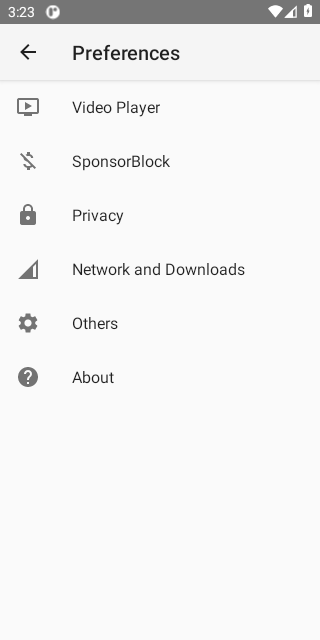 3:23
Preferences
Video Player
SponsorBlock
Privacy
Network and Downloads
Others
About